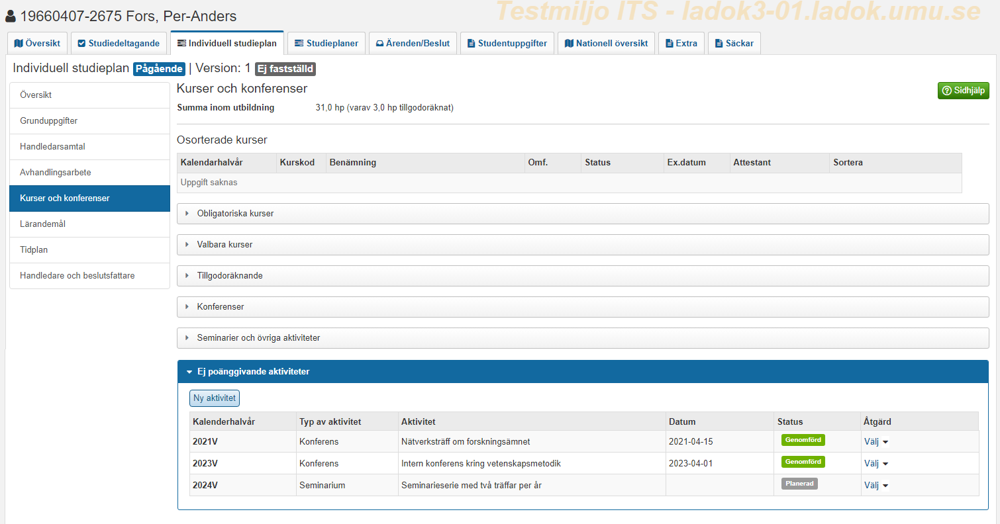 Testmiljo ITS - ladok3-01.ladok.umu.se
19660407-2675 Fors, Per-Anders
Översikt Studiedeltagande Individuell studieplan Studieplaner Ärenden/Beslut Studentuppgifter Nationell översikt Extra Säckar
Individuell studieplan Pågående | Version: 1 Ej fastställd
Översikt
Grunduppgifter
Handledarsamtal
Avhandlingsarbete
Kurser och konferenser
Lärandemål
Tidplan
Handledare och beslutsfattare
Kurser och konferenser
Sidhjälp
Summa inom utbildning 31,0 hp (varav 3,0 hp tillgodoräknat)
Osorterade kurser
Kalendarhalvår Kurskod Benämning Omf. Status Ex.datum Attestant Sortera
Uppgift saknas
Obligatoriska kurser
Valbara kurser
Tillgodoräknande
Konferenser
Seminarier och övriga aktiviteter
Ej poänggivande aktiviteter
Ny aktivitet
Kalenderhalvår Typ av aktivitet Aktivitet Datum Status Åtgärd
2021V Konferens Nätverksträff om forskningsämnet 2021-04-15 Genomförd Välj
2023V Konferens Intern konferens kring vetenskapsmetodik 2023-04-01 Genomförd Välj
2024V Seminarium Seminarieserie med två träffar per år Planerad Välj